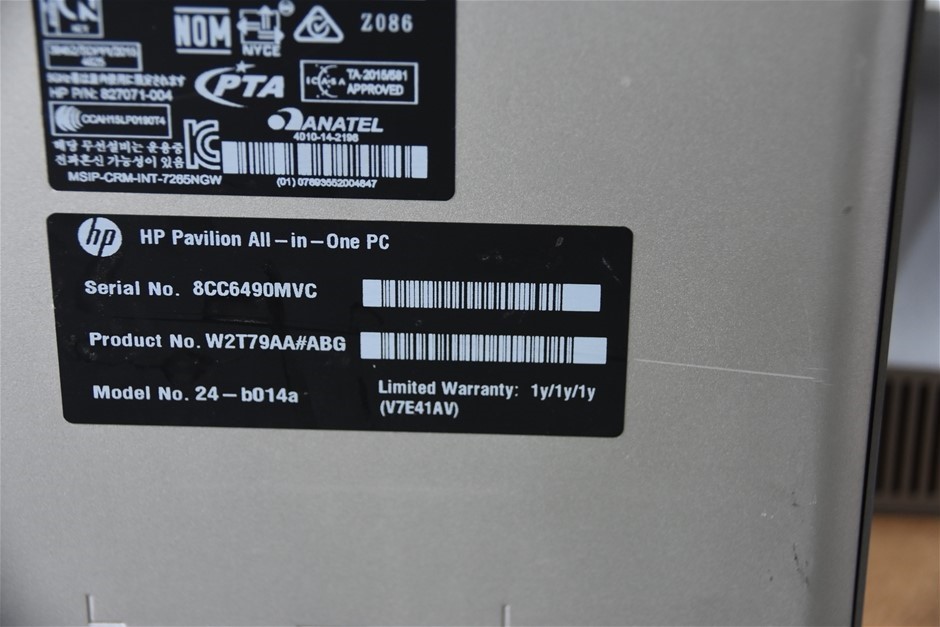 NOM
NYCE
Z086
HP P/N: 827071-004
PTA
ICASA
TA-2015/581
APPROVED
CCAH15LP0190T4
ANATEL
4010-14-2198
해당 무선설비는 운용중
전파혼신 가능성이 있음
MSIP-CRM-INT-7265NGW
(01) 07893552004847
hp
HP Pavilion All-in-One PC
Serial No. 8CC6490MVC
Product No. W2T79AA#ABG
Model No. 24-b014a
Limited Warranty: 1y/1y/1y
(V7E41AV)